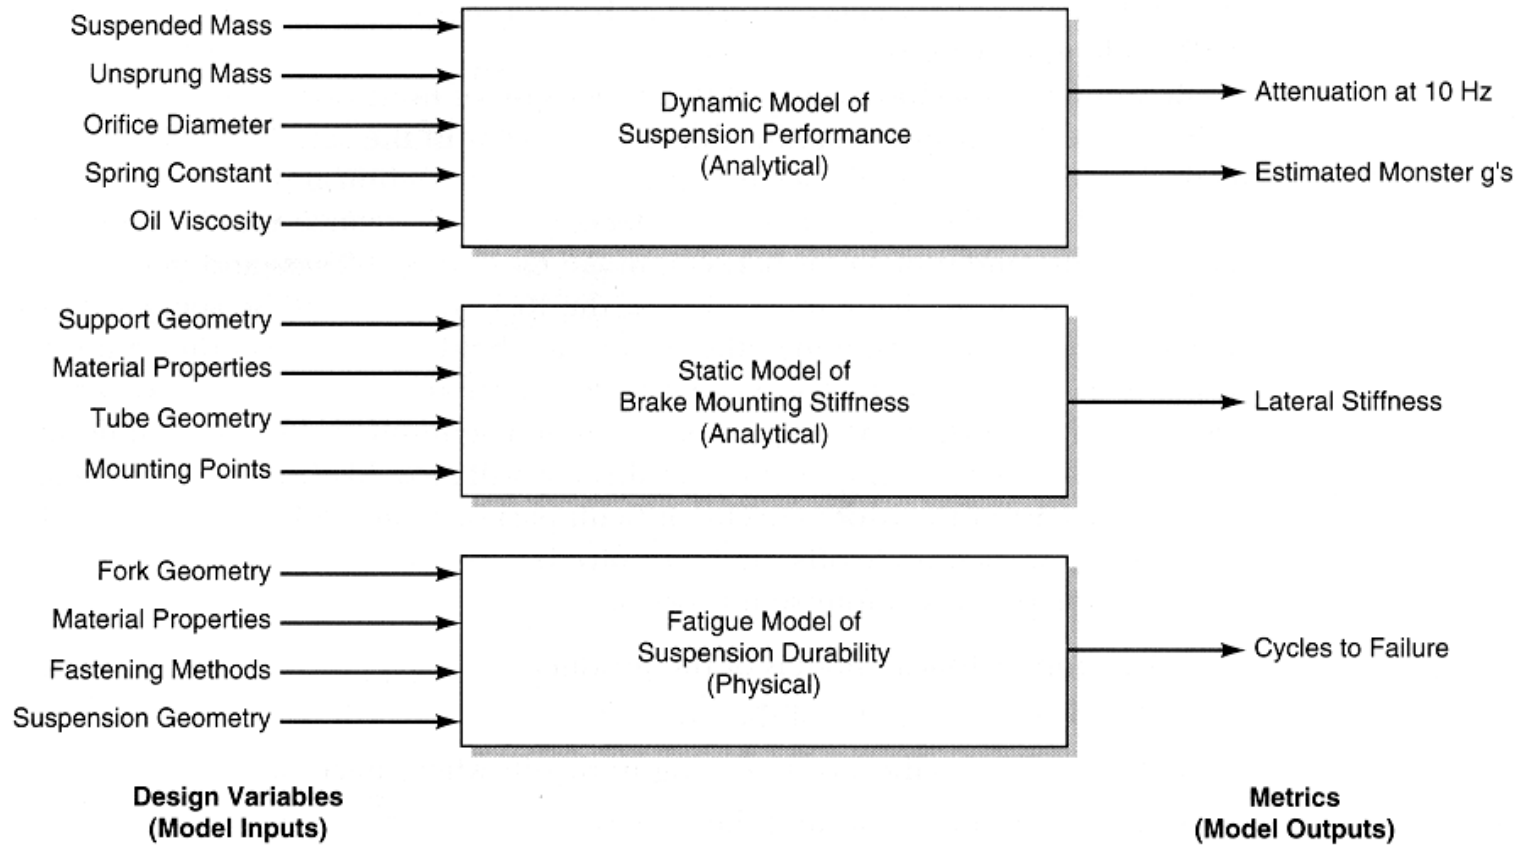 Suspended Mass
Unsprung Mass
Orifice Diameter
Spring Constant
Oil Viscosity
Dynamic Model of
Suspension Performance
(Analytical)
Attenuation at 10 Hz
Estimated Monster g's
Support Geometry
Material Properties
Tube Geometry
Mounting Points
Static Model of
Brake Mounting Stiffness
(Analytical)
Lateral Stiffness
Fork Geometry
Material Properties
Fastening Methods
Suspension Geometry
Fatigue Model of
Suspension Durability
(Physical)
Cycles to Failure
Design Variables
(Model Inputs)
Metrics
(Model Outputs)